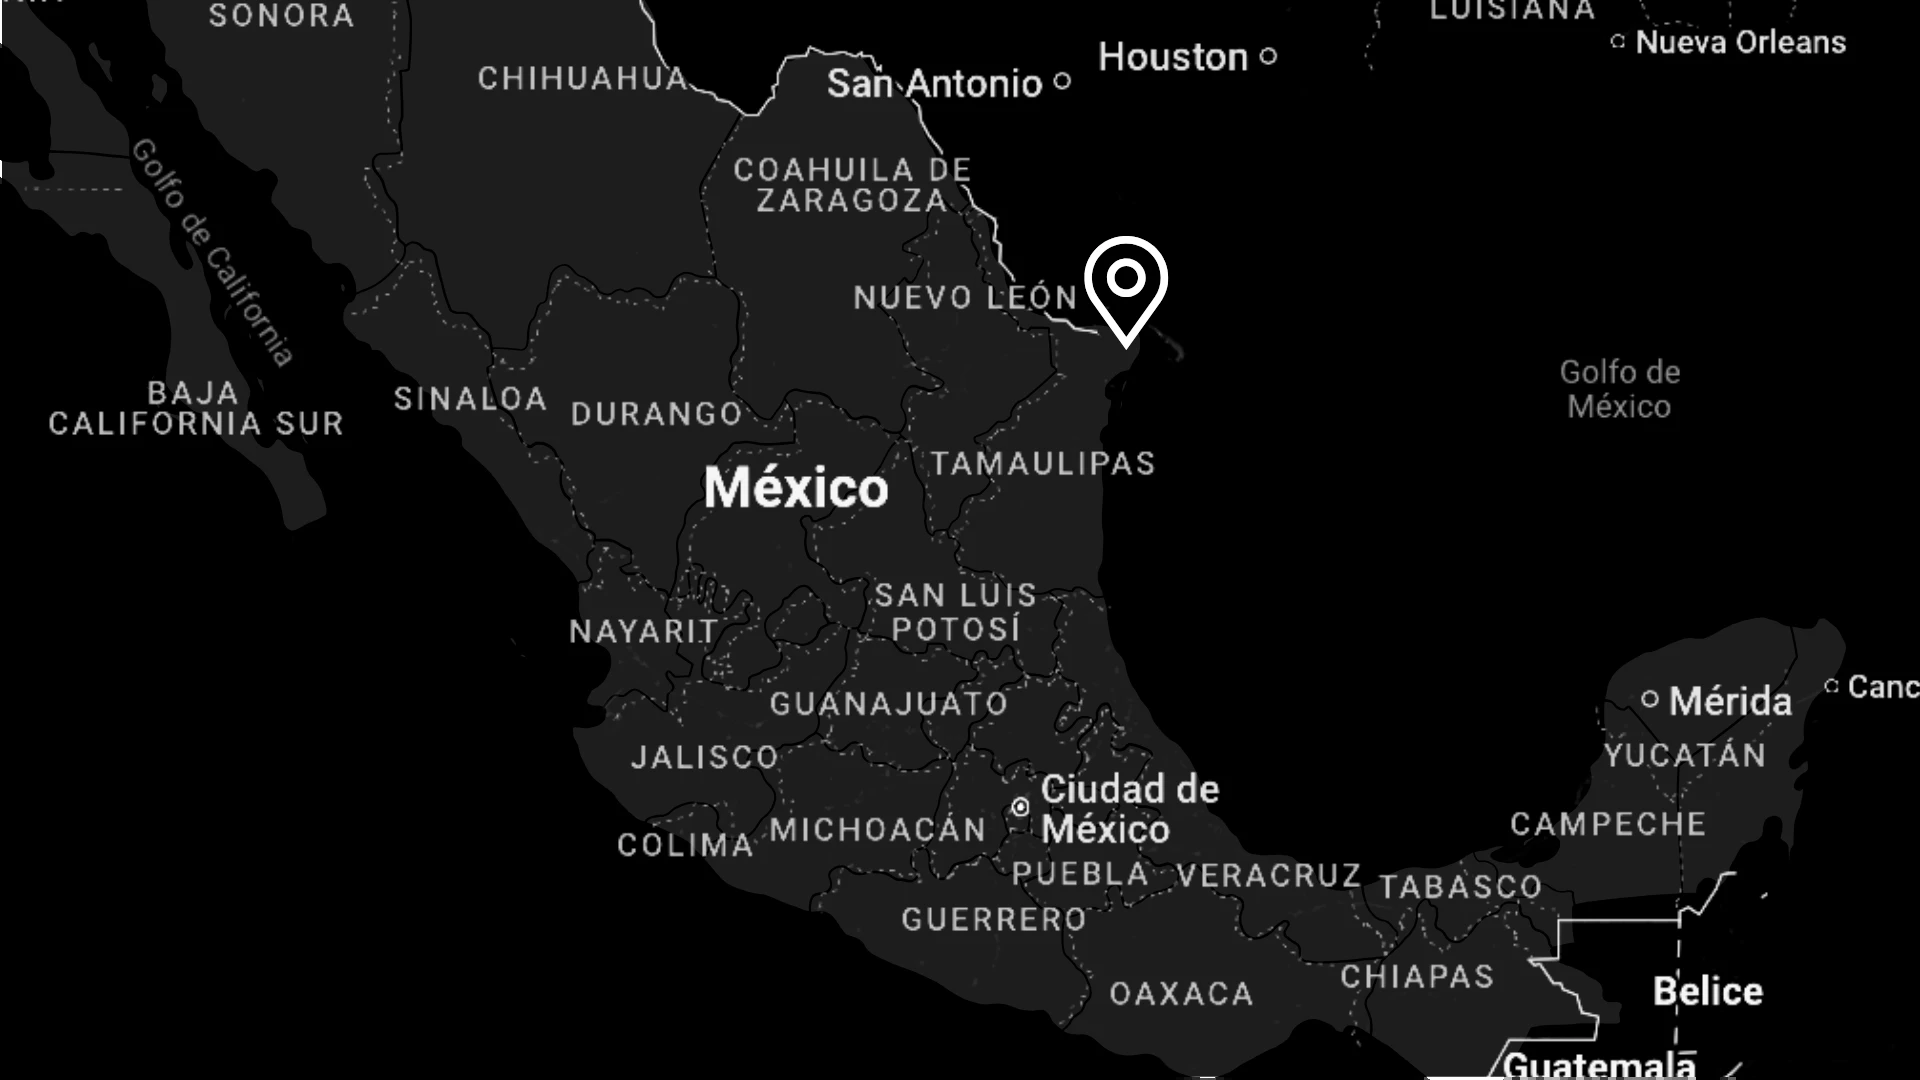 SONORA
LUISIANA
Nueva Orleans
Houston
San Antonio
CHIHUAHUA
COAHUILA DE
ZARAGOZA
Golfo de California
NUEVO LEÓN
Golfo de
México
BAJA
CALIFORNIA SUR
SINALOA
DURANGO
TAMAULIPAS
México
SAN LUIS
POTOSÍ
NAYARIT
GUANAJUATO
Mérida
Canc
YUCATÁN
JALISCO
Ciudad de
México
MICHOACÁN
COLIMA
CAMPECHE
PUEBLA
VERACRUZ
TABASCO
GUERRERO
CHIAPAS
OAXACA
Belice
Guatemala